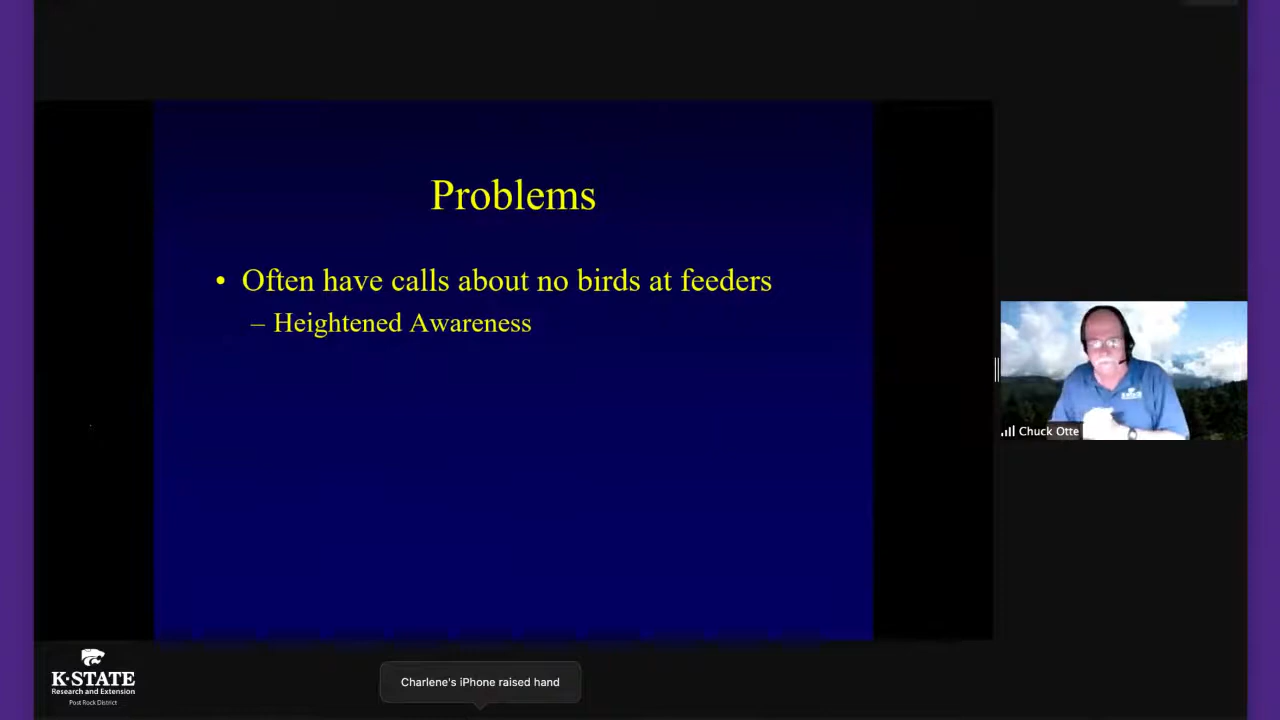 Problems
• Often have calls about no birds at feeders
– Heightened Awareness
Chuck Otte
K-STATE
Research and Extension
Post Rock District
Charlene's iPhone raised hand